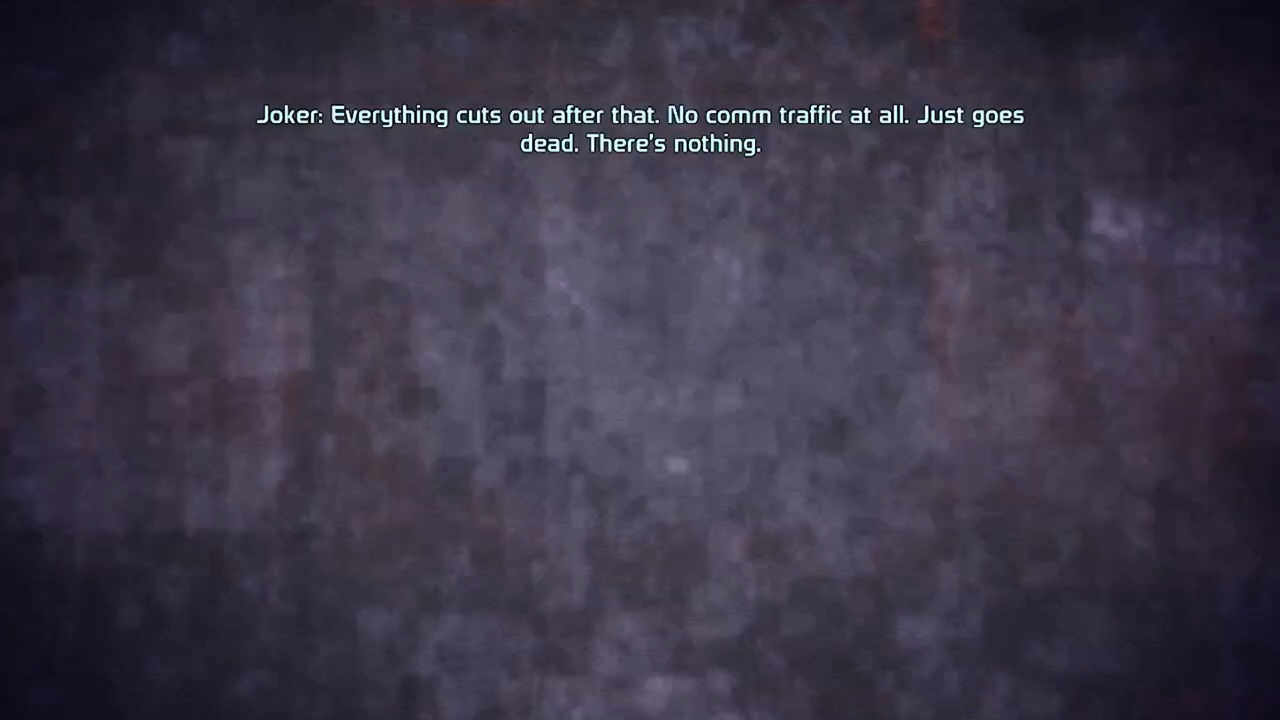 Joker: Everything cuts out after that. No comm traffic at all. Just goes
dead. There's nothing.